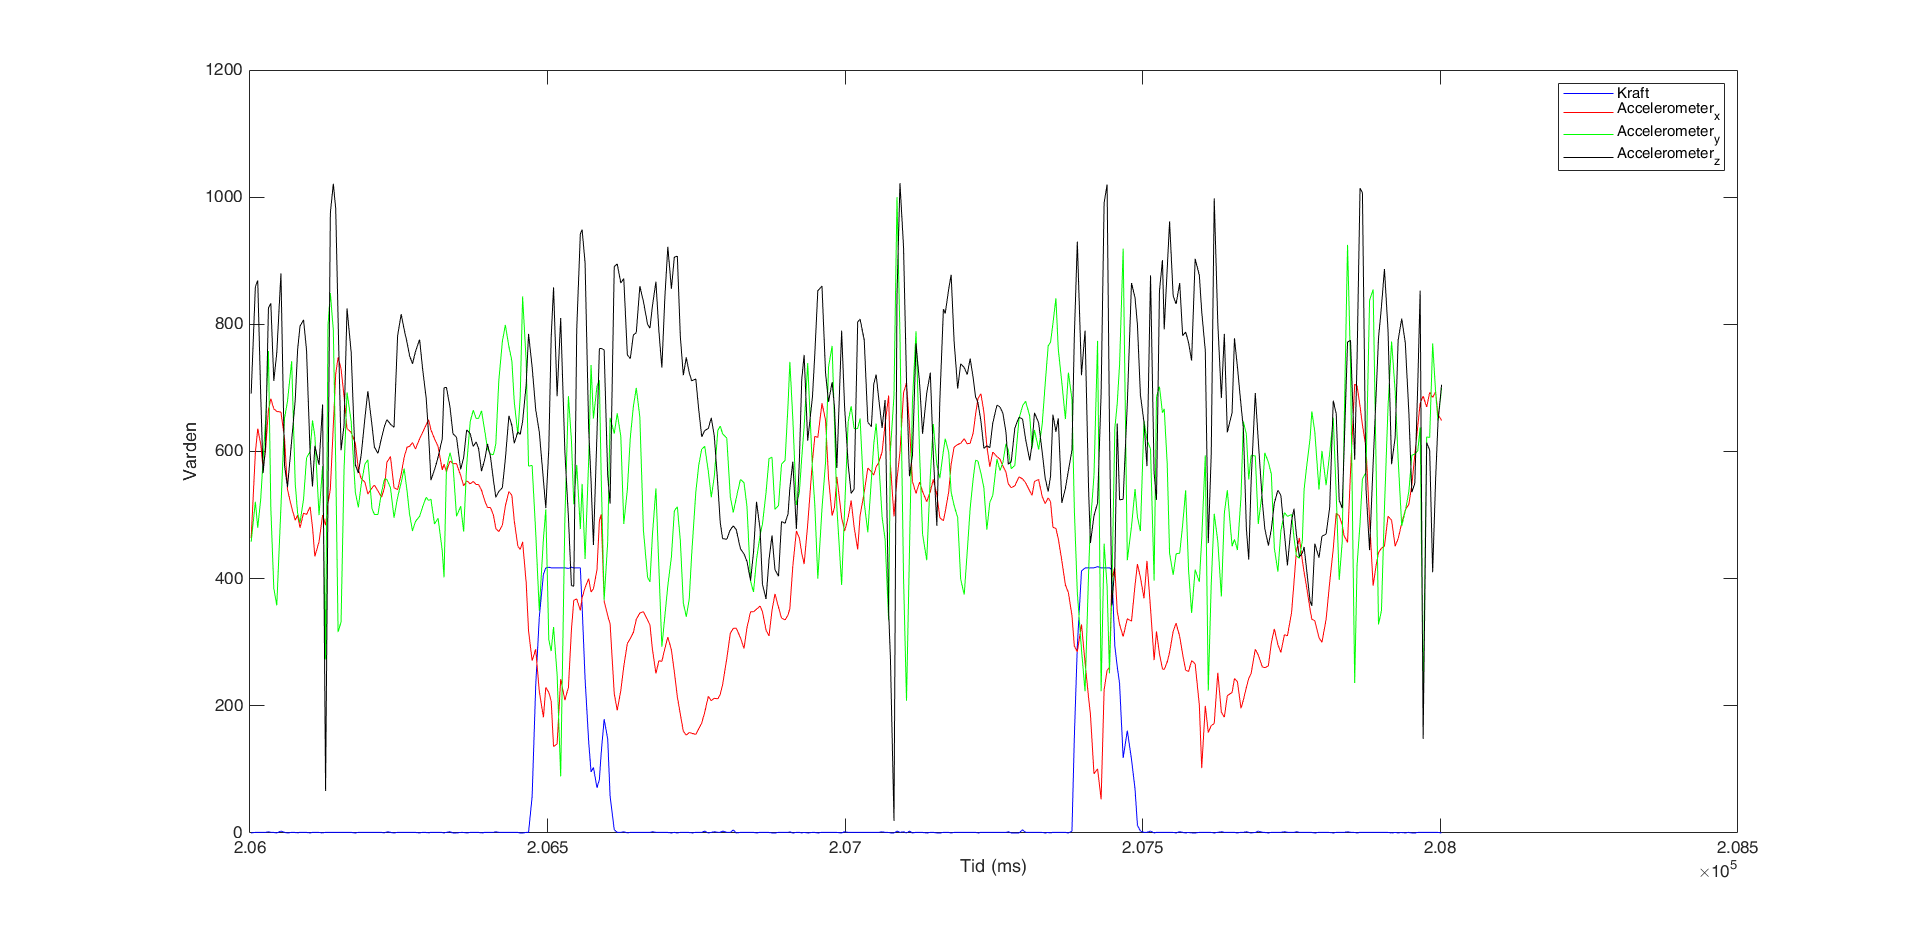 1200
1000
800
600
400
200
0
Varden
2.06
2.065
2.07
2.075
2.08
2.085
×10^5
Tid (ms)
Kraft
Accelerometer_x
Accelerometer_y
Accelerometer_z